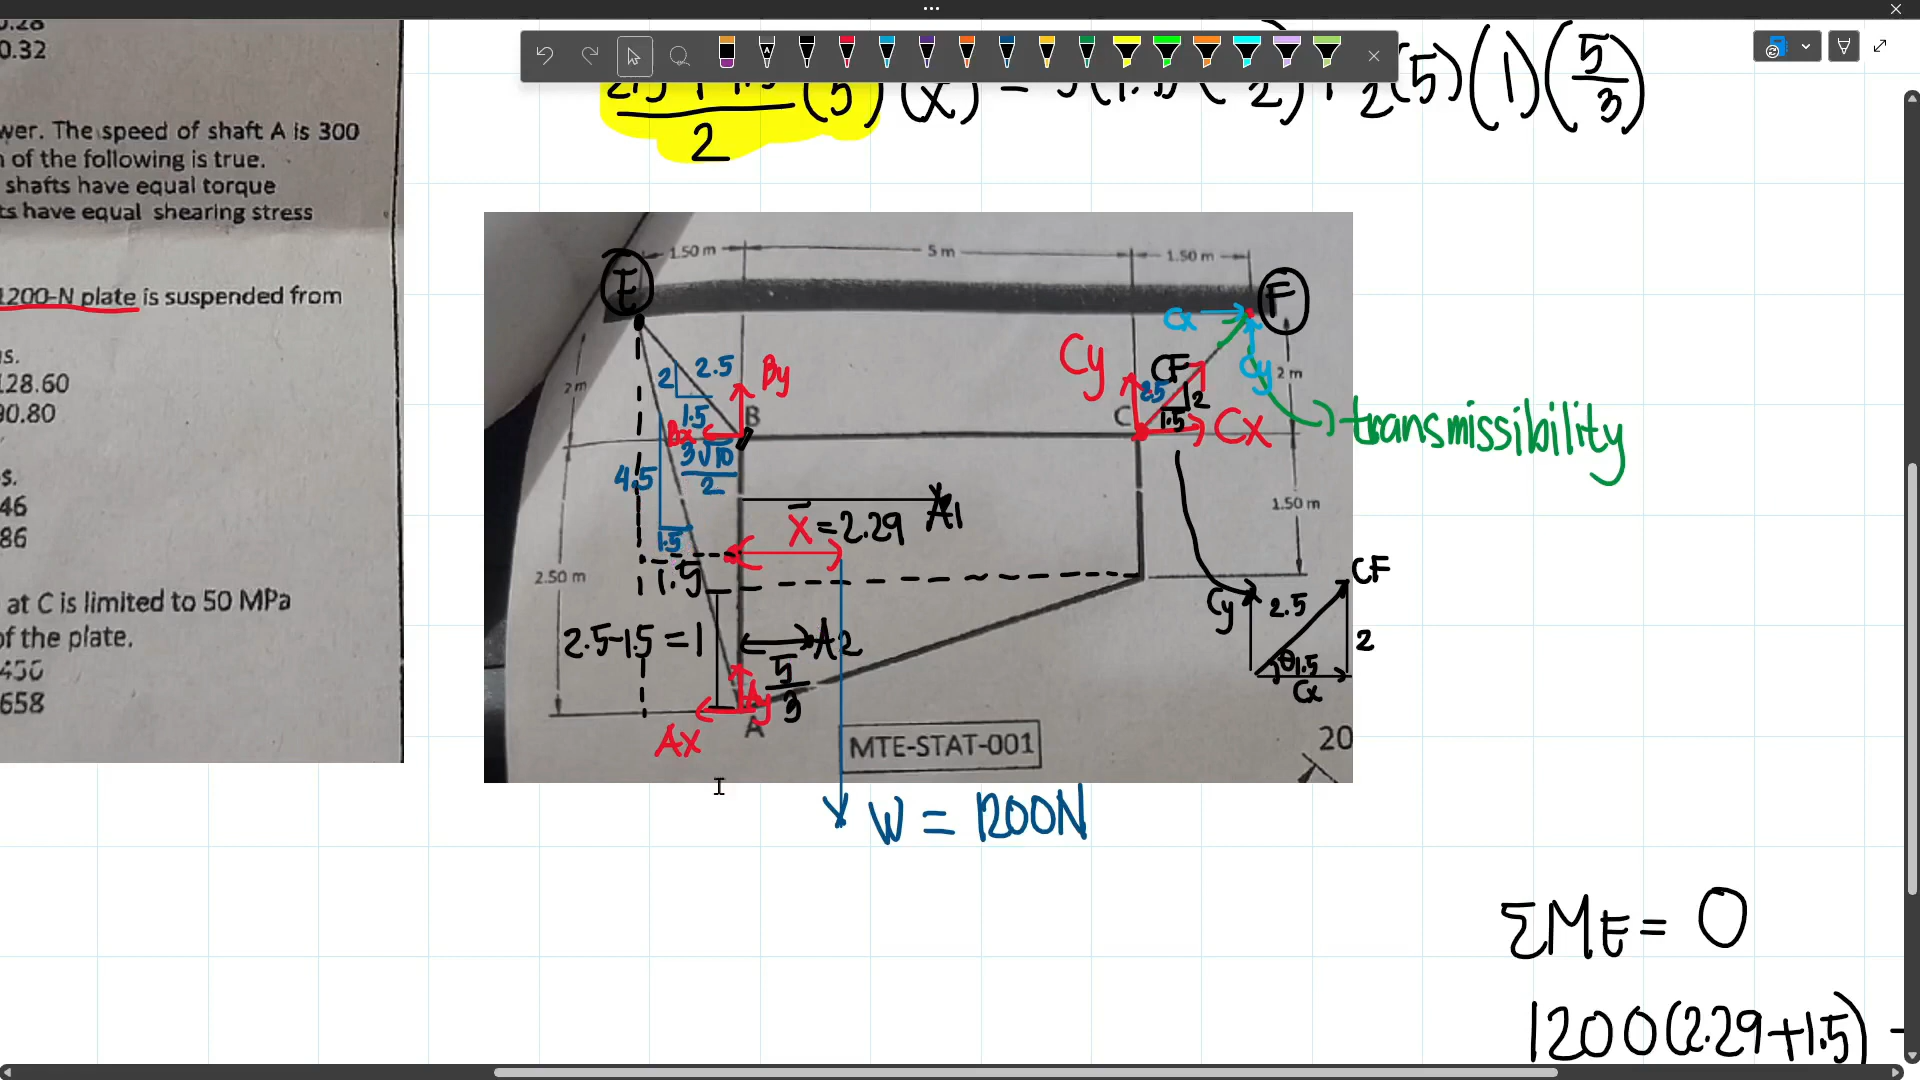 0.32
wer. The speed of shaft A is 300
of the following is true.
shafts have equal torque
ts have equal shearing stress
1200-N plate is suspended from
s.
128.60
90.80
s.
46
86
at C is limited to 50 MPa
of the plate.
450
658
2
(5)(x) =
2(5)(1)(5/3)
1.50 m
5 m
1.50 m
E
F
Cx
Cy
2 m
2
2.5
1.5
By
Bx
B
Cy
CF
2.5
2
1.5
C
Cx
Cy
2 m
transmissibility
4.5
3√10/2
1.5
x̄ = 2.29
A1
1.50 m
1.5
2.50 m
2.5-1.5 = 1
A2
5/3
Ay
Ax
A
CF
Cy
2.5
2
θ
1.5
Cx
MTE-STAT-001
20
W = 1200N
ΣME = 0
1200(2.29+1.5) -